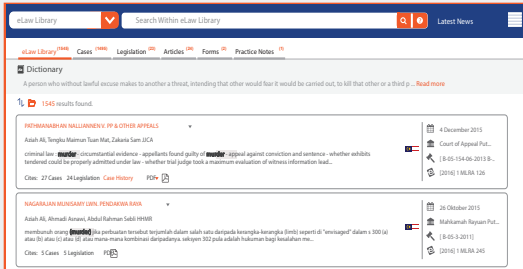 eLaw Library
Search Within eLaw Library
Latest News
eLaw Library (1545) Cases (1480) Legislation (20) Articles (26) Forms (2) Practice Notes (1)
Dictionary
A person who without lawful excuse makes to another a threat, intending that other would fear it would be carried out, to kill that other or a third p ... Read more
1545 results found.
PATHMANABHAN NALLIANNEN V. PP & OTHER APPEALS
Aziah Ali, Tengku Maimun Tuan Mat, Zakaria Sam JJCA
criminal law : murder - circumstantial evidence - appellants found guilty of murder - appeal against conviction and sentence - whether exhibits
tendered could be properly admitted under law - whether trial judge took a maximum evaluation of witness information lead...
Cites: 27 Cases 24 Legislation Case History PDF
4 December 2015
Court of Appeal Put...
[ B-05-154-06-2013 B-...
[2016] 1 MLRA 126
NAGARAJAN MUNISAMY LWN. PENDAKWA RAYA
Aziah Ali, Ahmadi Asnawi, Abdul Rahman Sebli HHMR
membunuh orang (murder) jika perbuatan tersebut terjumlah dalam salah satu daripada kerangka-kerangka (limb) seperti di "envisaged" dalam s 300 (a)
atau (b) atau (c) atau (d) atau mana-mana kombinasi daripadanya. seksyen 302 pula adalah hukuman bagi kesalahan me...
Cites: 5 Cases 5 Legislation PDF
26 Oktober 2015
Mahkamah Rayuan Put...
[ B-05-3-2011]
[2016] 1 MLRA 245